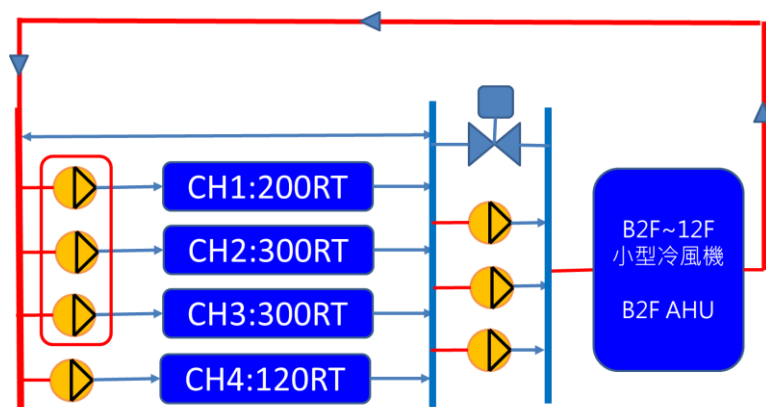 CH1:200RT
CH2:300RT
CH3:300RT
CH4:120RT
B2F~12F
小型冷風機
B2F AHU